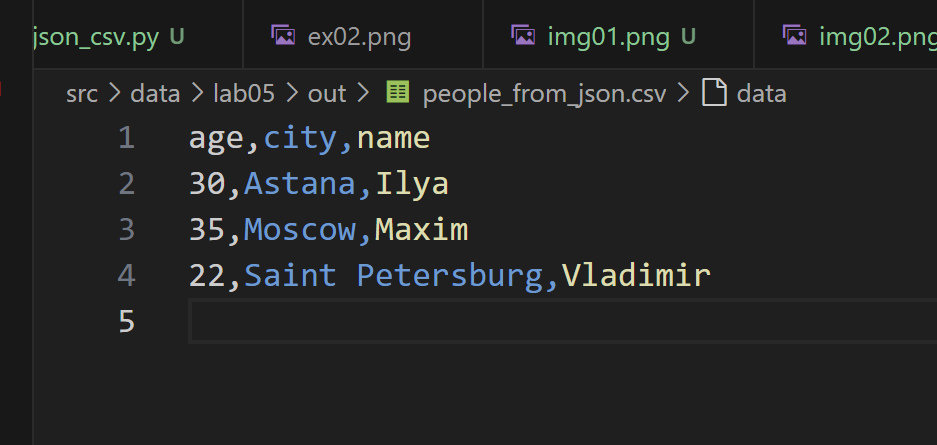 json_csv.py U ex02.png img01.png U img02.png
src > data > lab05 > out > people_from_json.csv > data
1 age,city,name
2 30,Astana,Ilya
3 35,Moscow,Maxim
4 22,Saint Petersburg,Vladimir
5